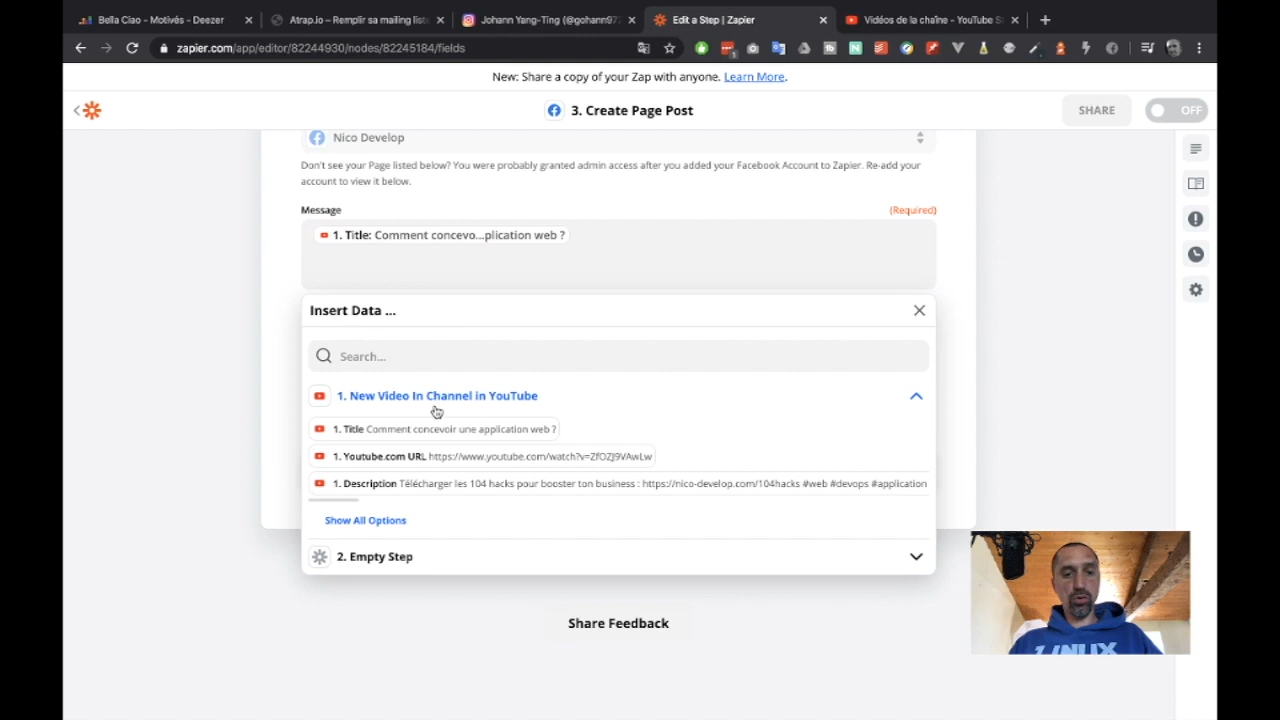 Bella Ciao - Motivés - Deezer
Atrap.io – Remplir sa mailing liste
Johann Yang-Ting (@gohann977
Edit a Step | Zapier
Vidéos de la chaîne - YouTube S
zapier.com/app/editor/82244930/nodes/82245184/fields
New: Share a copy of your Zap with anyone. Learn More.
3. Create Page Post
SHARE
OFF
Nico Develop
Don't see your Page listed below? You were probably granted admin access after you added your Facebook Account to Zapier. Re-add your
account to view it below.
Message
(Required)
1. Title: Comment concevo...plication web ?
Insert Data ...
Search...
1. New Video In Channel in YouTube
1. Title Comment concevoir une application web ?
1. Youtube.com URL https://www.youtube.com/watch?v=ZfOZJ9VAwLw
1. Description Télécharger les 104 hacks pour booster ton business : https://nico-develop.com/104hacks #web #devops #application
Show All Options
2. Empty Step
Share Feedback
LINUX